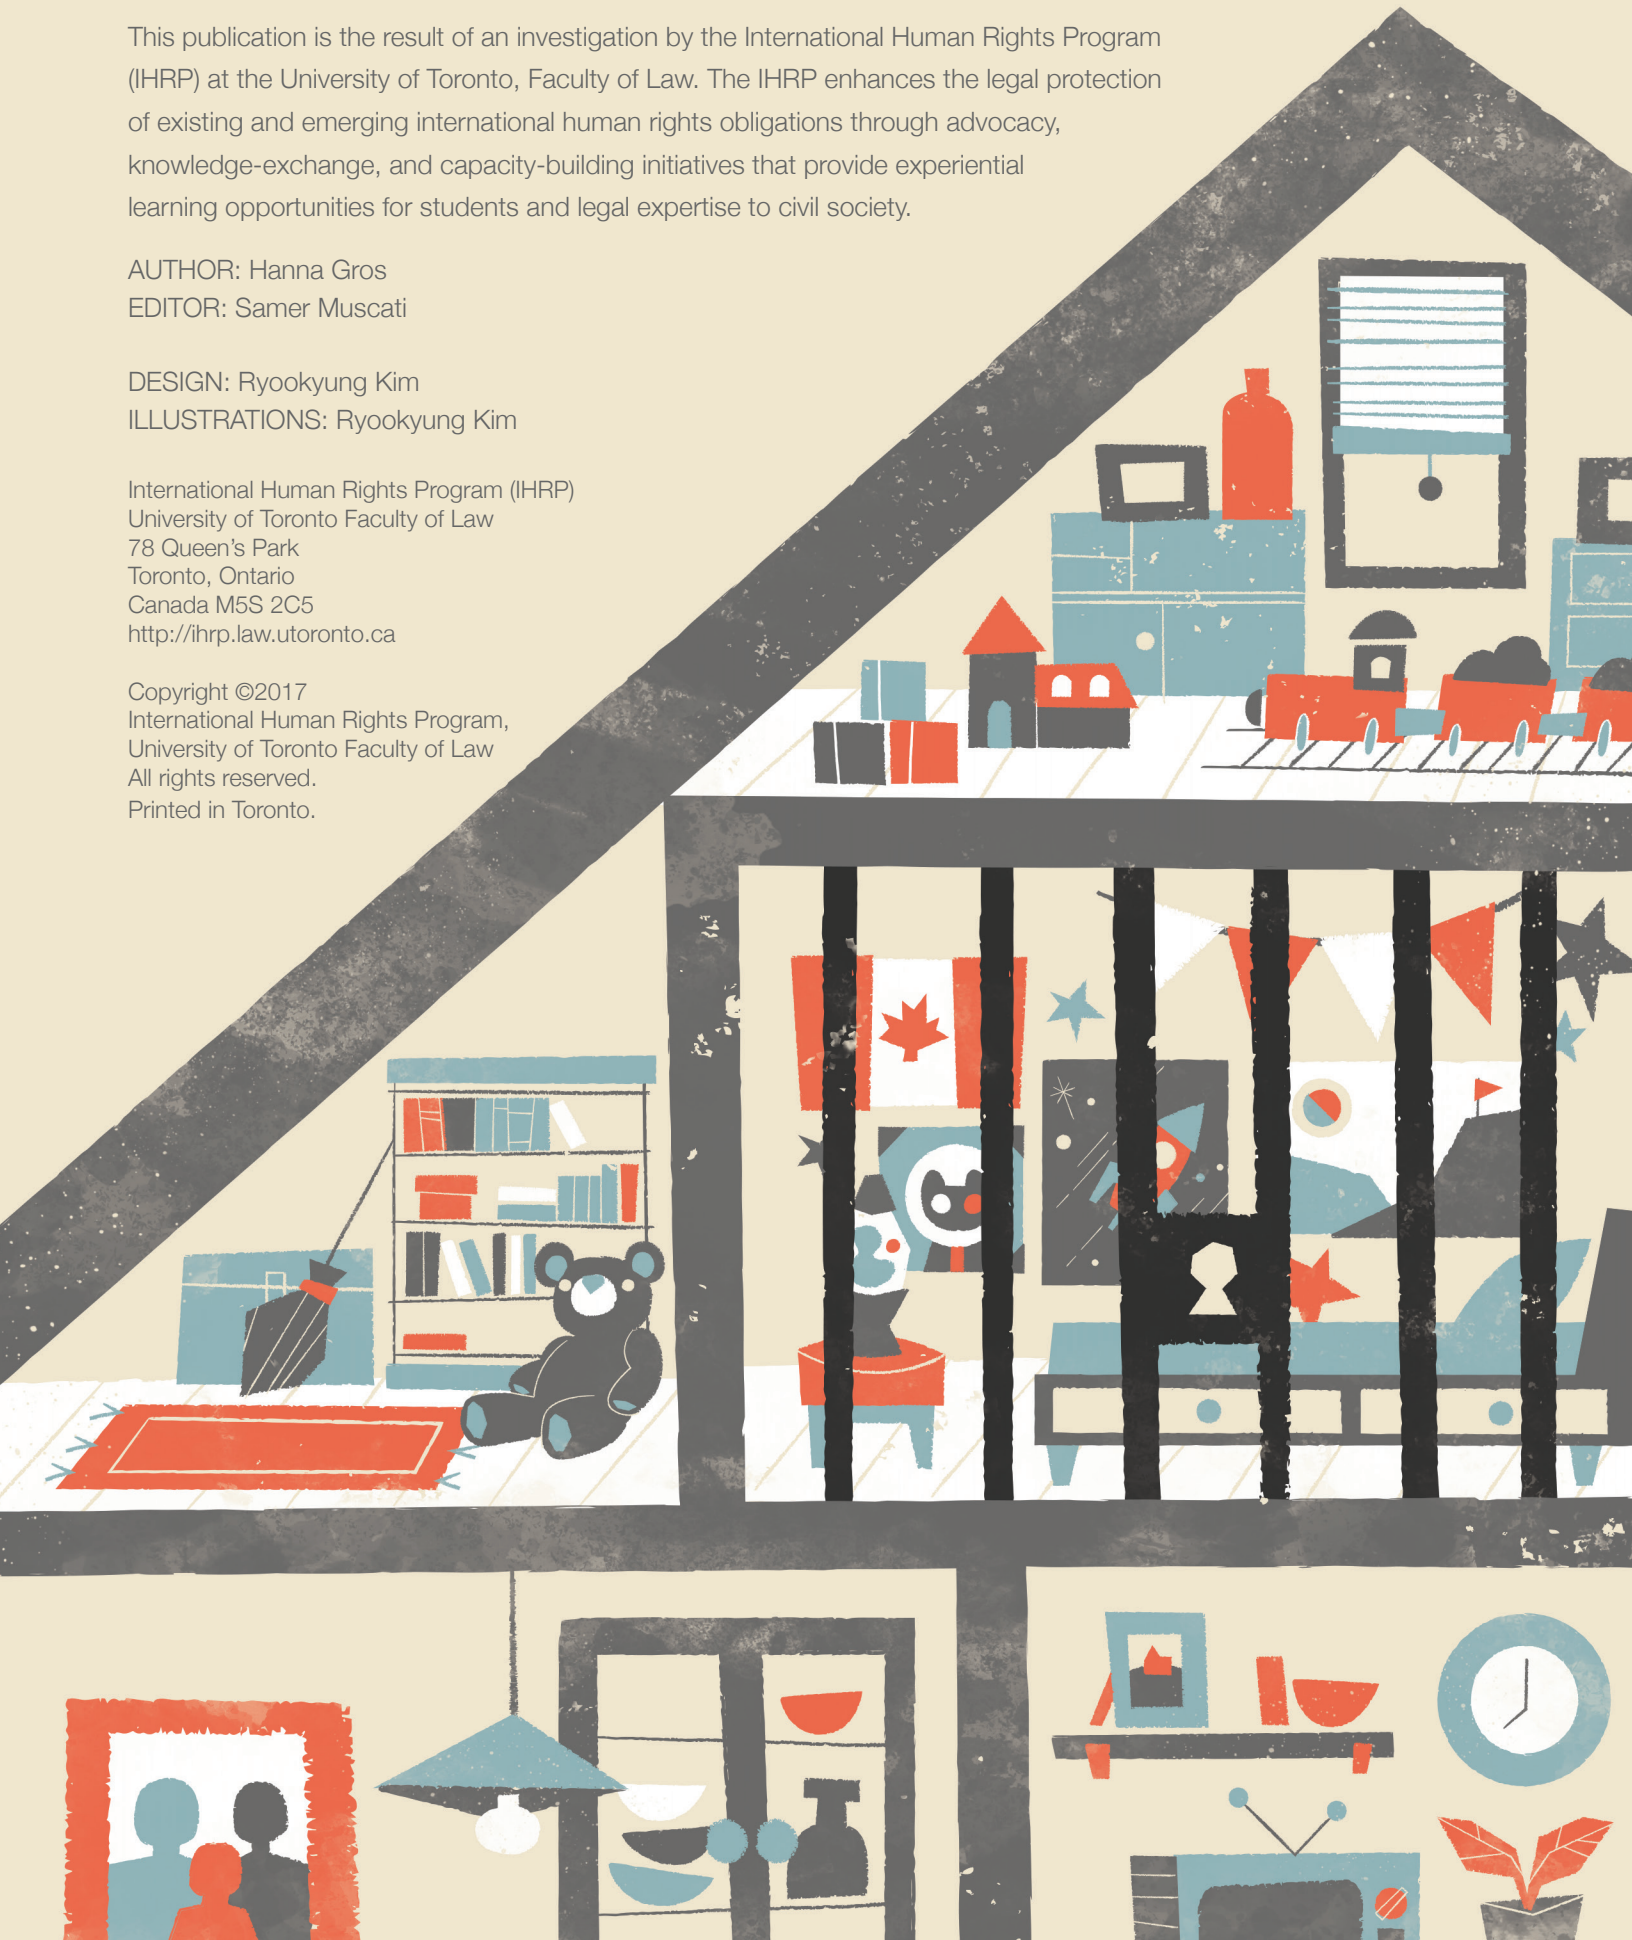 This publication is the result of an investigation by the International Human Rights Program
(IHRP) at the University of Toronto, Faculty of Law. The IHRP enhances the legal protection
of existing and emerging international human rights obligations through advocacy,
knowledge-exchange, and capacity-building initiatives that provide experiential
learning opportunities for students and legal expertise to civil society.
AUTHOR: Hanna Gros
EDITOR: Samer Muscati
DESIGN: Ryookyung Kim
ILLUSTRATIONS: Ryookyung Kim
International Human Rights Program (IHRP)
University of Toronto Faculty of Law
78 Queen's Park
Toronto, Ontario
Canada M5S 2C5
http://ihrp.law.utoronto.ca
Copyright ©2017
International Human Rights Program,
University of Toronto Faculty of Law
All rights reserved.
Printed in Toronto.